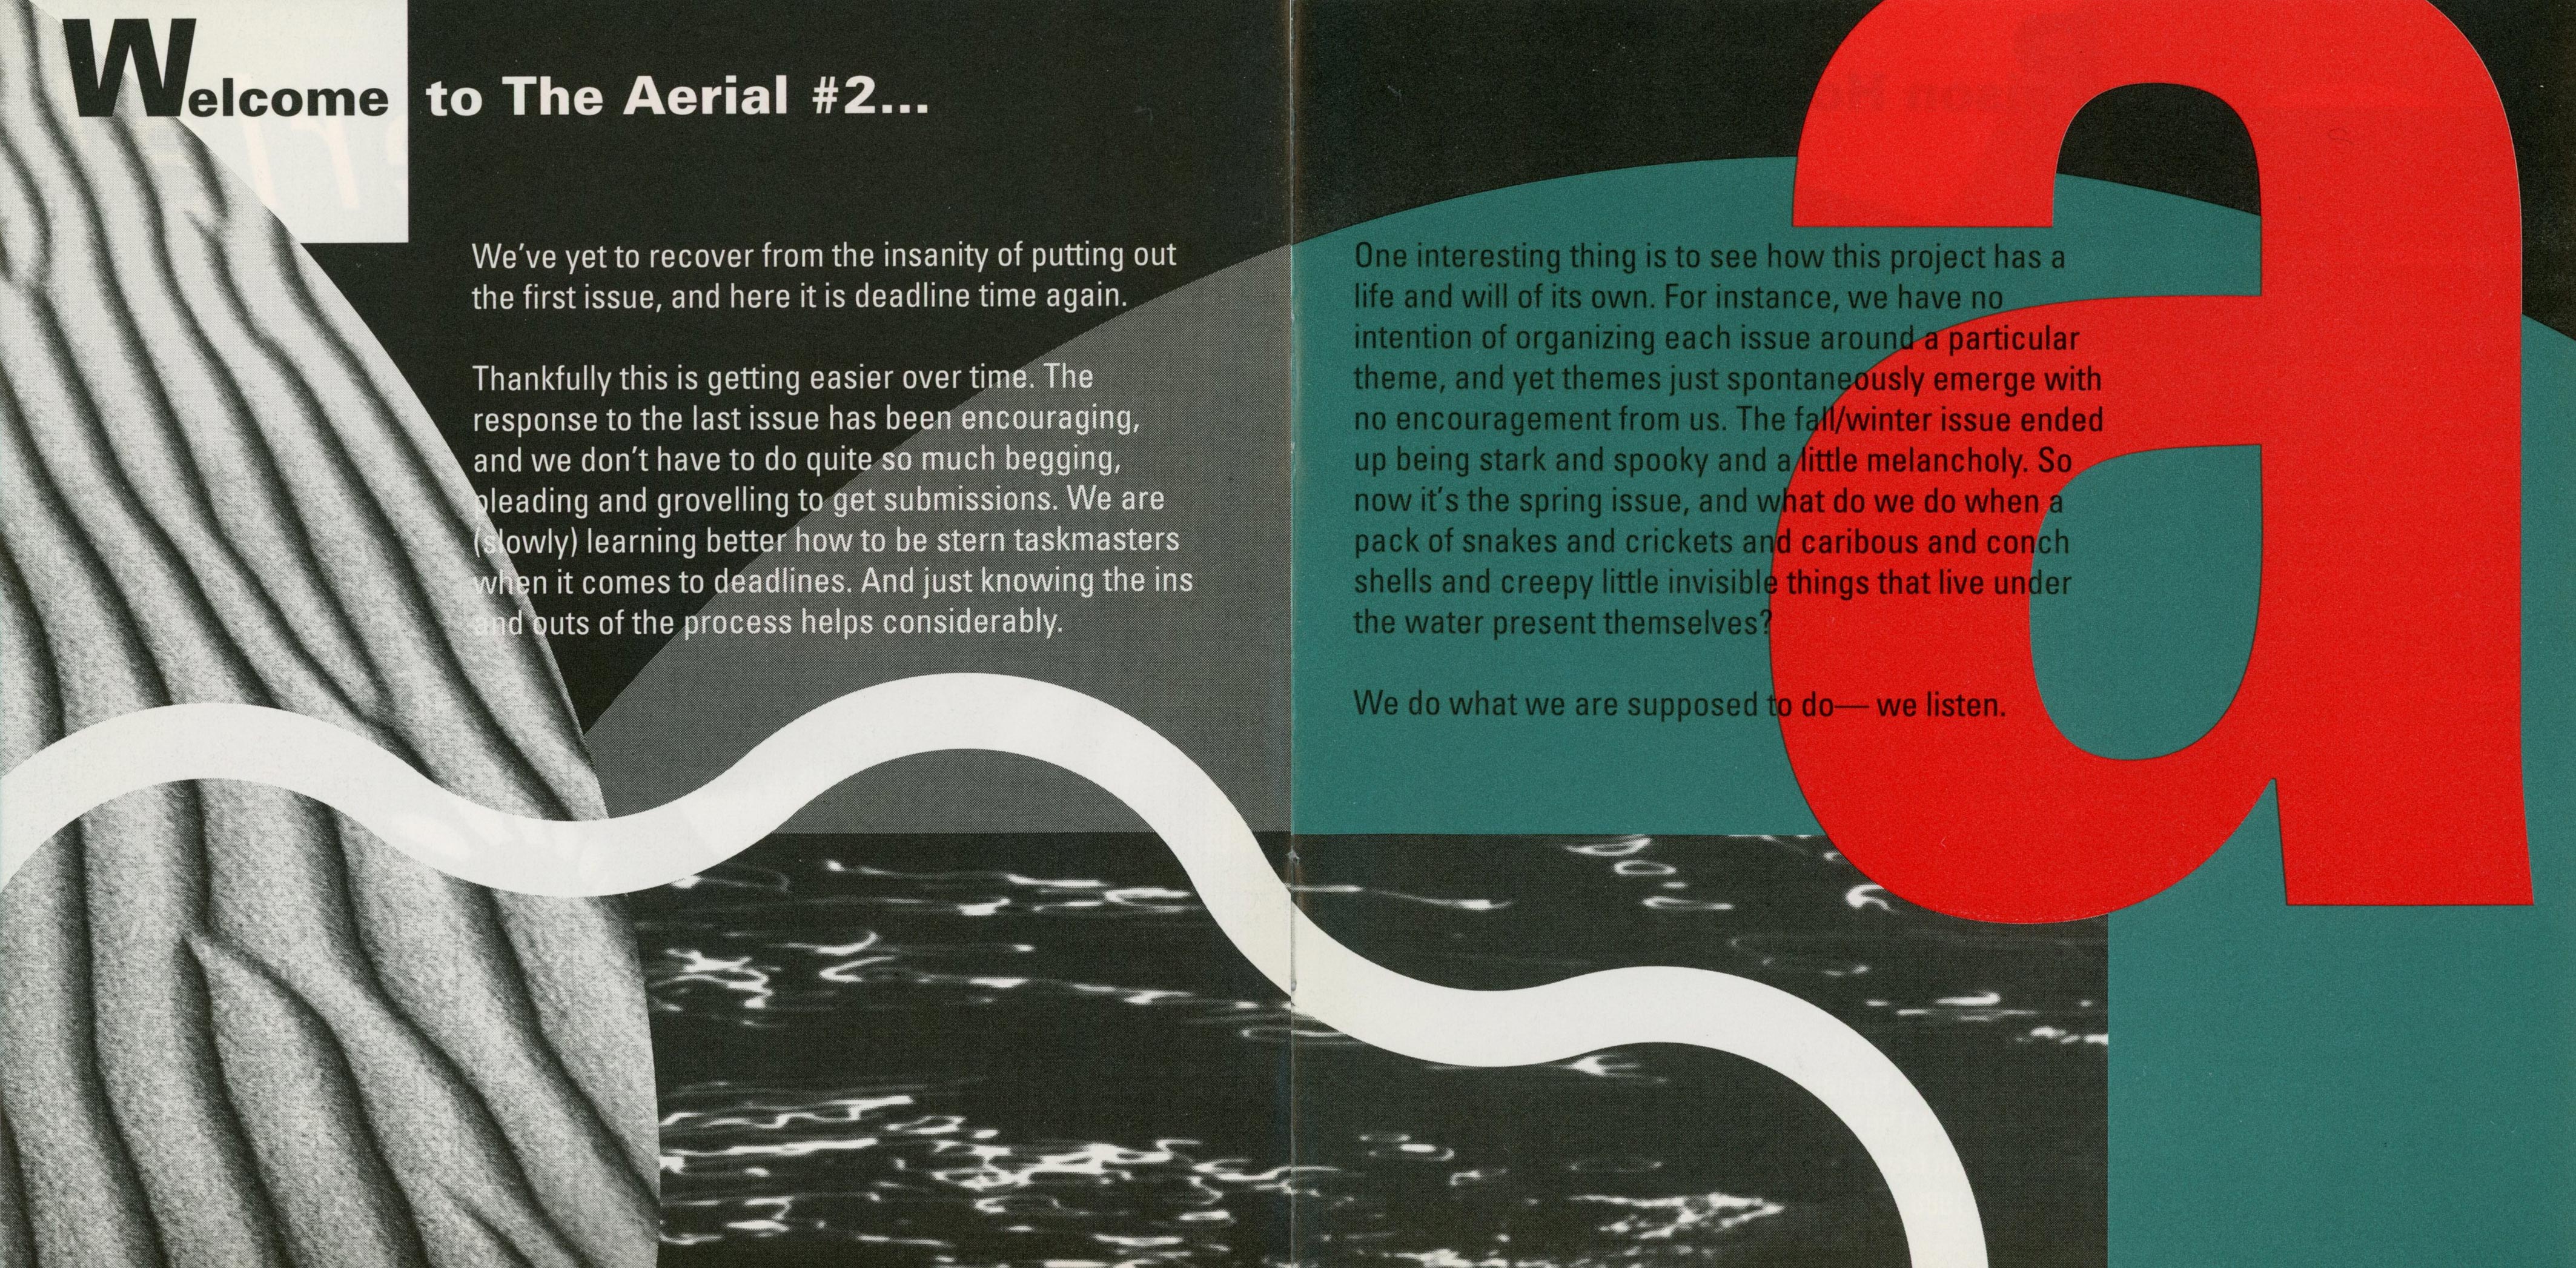 Welcome to The Aerial #2...
We've yet to recover from the insanity of putting out
the first issue, and here it is deadline time again.
Thankfully this is getting easier over time. The
response to the last issue has been encouraging,
and we don't have to do quite so much begging,
pleading and grovelling to get submissions. We are
(slowly) learning better how to be stern taskmasters
when it comes to deadlines. And just knowing the ins
and outs of the process helps considerably.
One interesting thing is to see how this project has a
life and will of its own. For instance, we have no
intention of organizing each issue around a particular
theme, and yet themes just spontaneously emerge with
no encouragement from us. The fall/winter issue ended
up being stark and spooky and a little melancholy. So
now it's the spring issue, and what do we do when a
pack of snakes and crickets and caribous and conch
shells and creepy little invisible things that live under
the water present themselves?
We do what we are supposed to do— we listen.
a